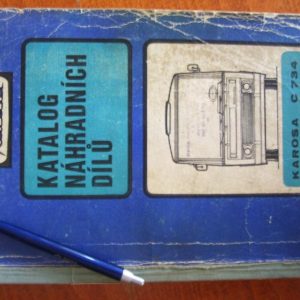 KATALOG
NÁHRADNÍCH
DÍLŮ
KAROSA C 734